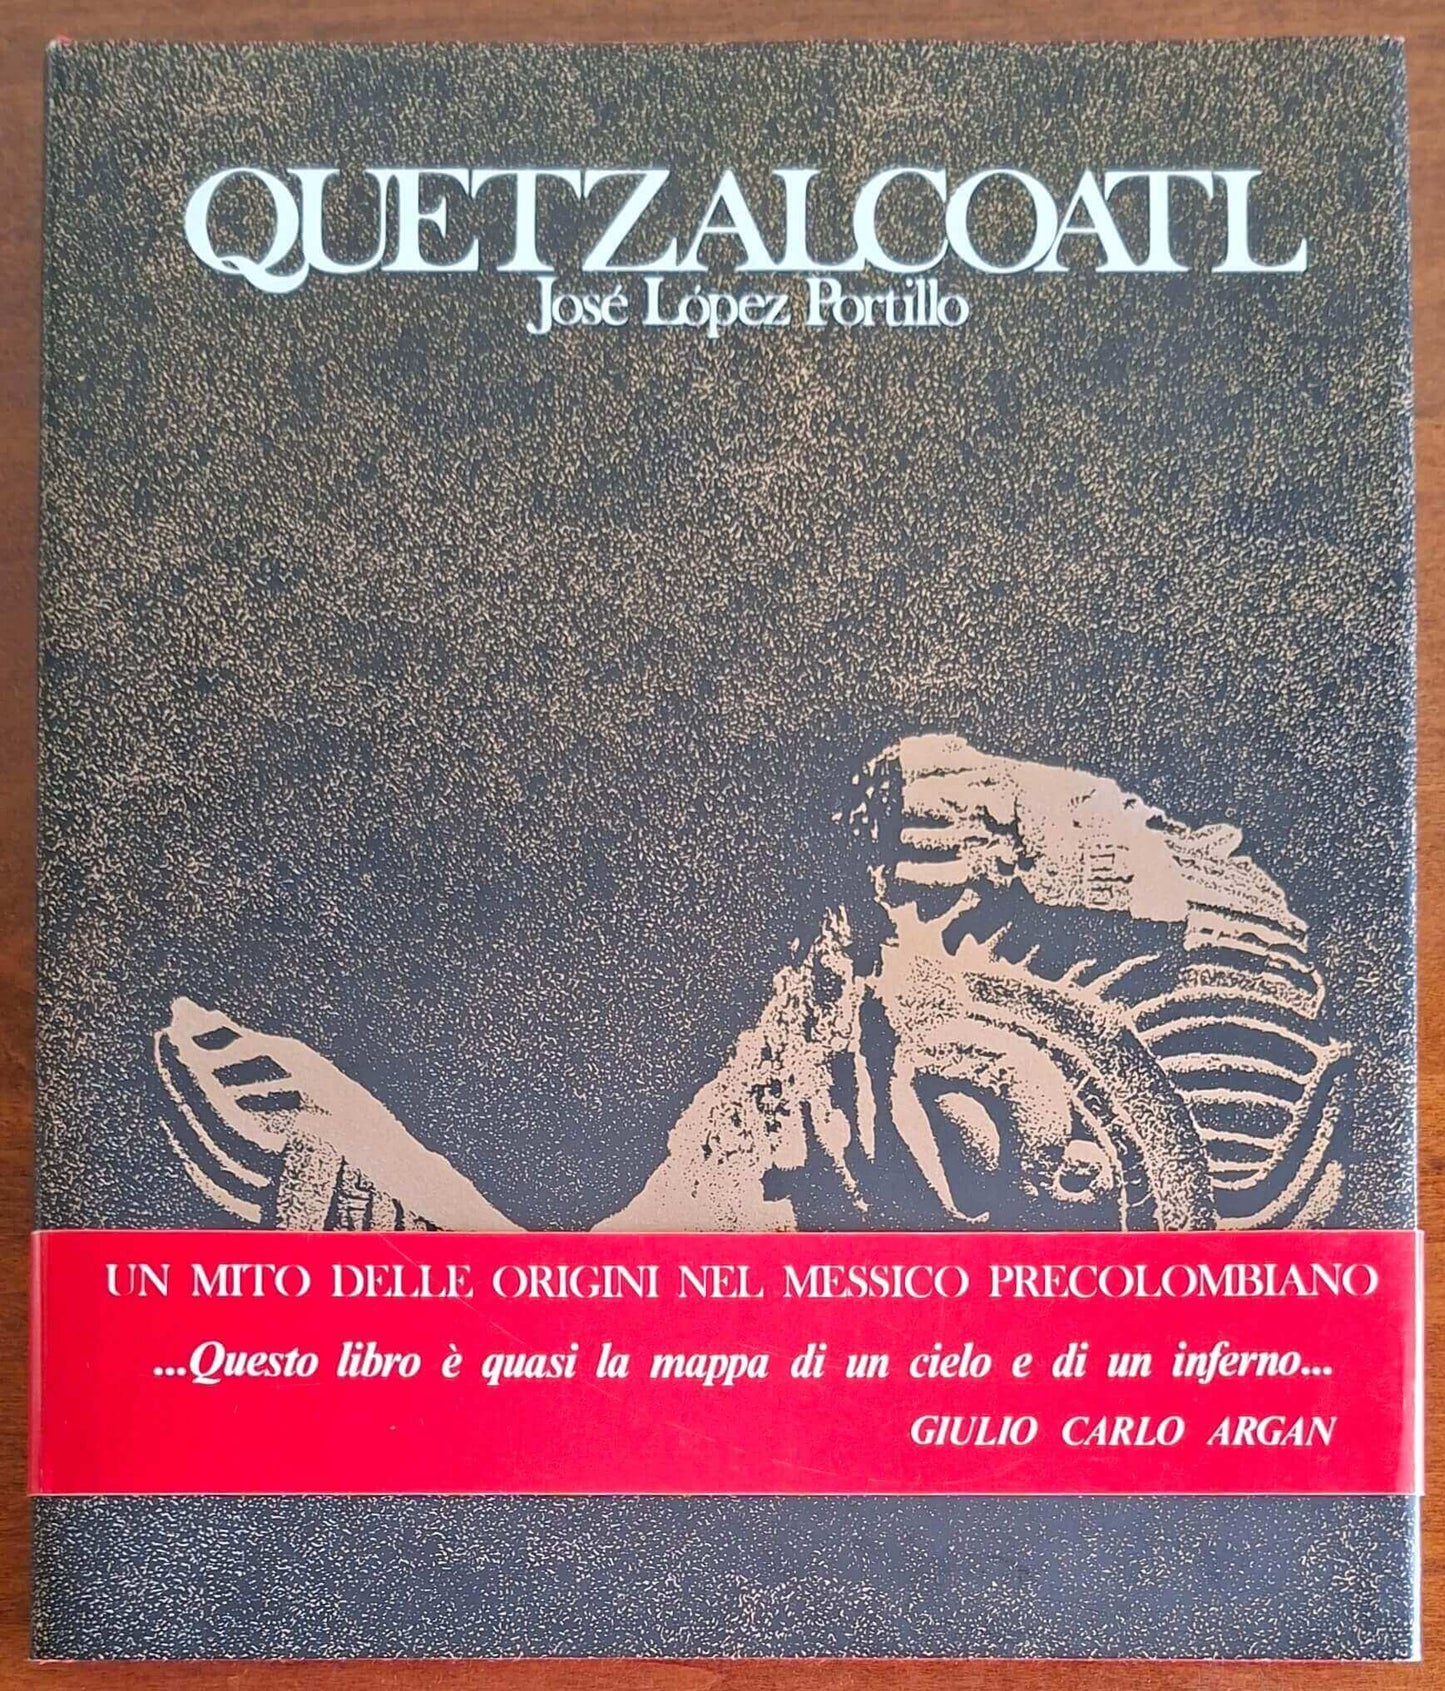 QUETZALCOATL
José López Portillo
UN MITO DELLE ORIGINI NEL MESSICO PRECOLOMBIANO
...Questo libro è quasi la mappa di un cielo e di un inferno...
GIULIO CARLO ARGAN